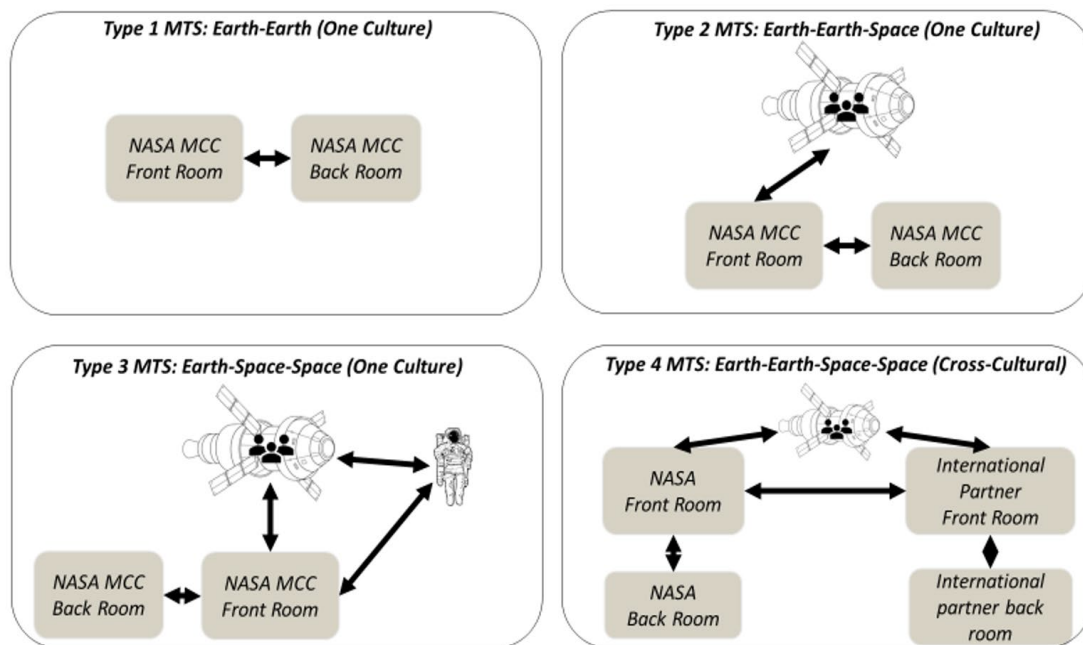 Type 1 MTS: Earth-Earth (One Culture)
NASA MCC
Front Room
NASA MCC
Back Room
Type 2 MTS: Earth-Earth-Space (One Culture)
NASA MCC
Front Room
NASA MCC
Back Room
Type 3 MTS: Earth-Space-Space (One Culture)
NASA MCC
Back Room
NASA MCC
Front Room
Type 4 MTS: Earth-Earth-Space-Space (Cross-Cultural)
NASA
Front Room
International
Partner
Front Room
NASA
Back Room
International
partner back
room